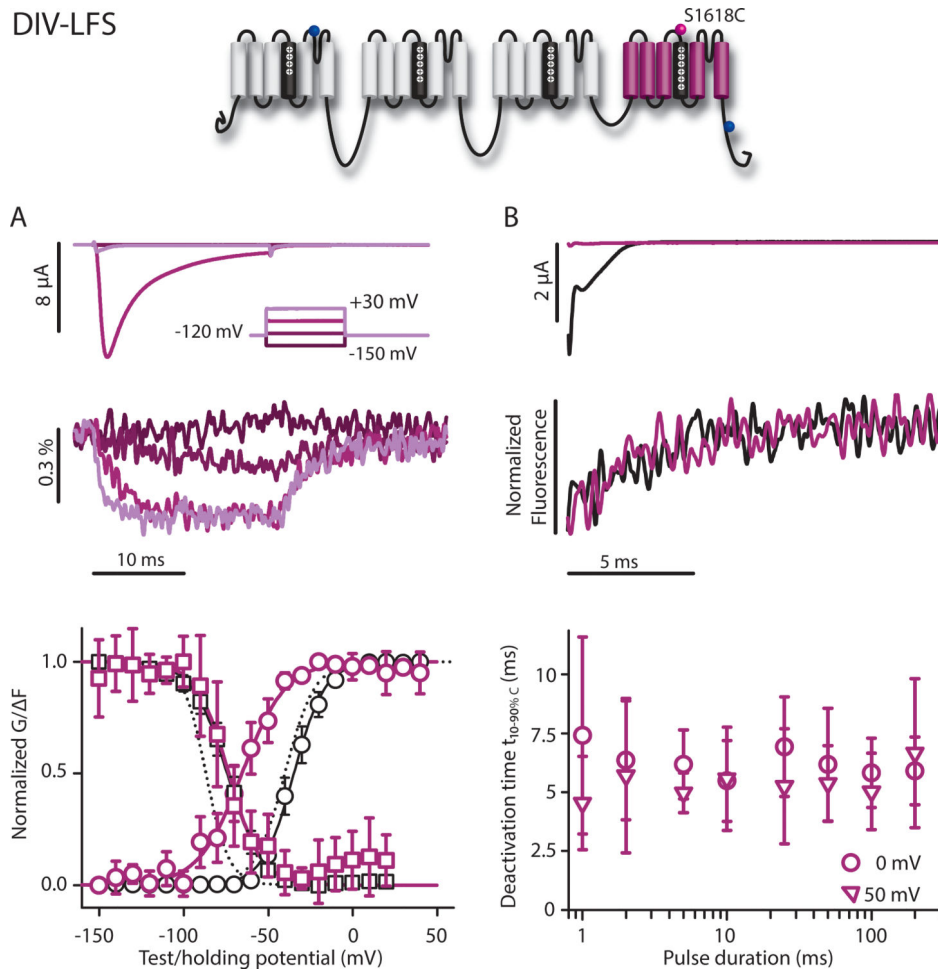 DIV-LFS
S1618C
A
B
8 µA
+30 mV
-120 mV
-150 mV
2 µA
0.3 %
Normalized
Fluorescence
10 ms
5 ms
Normalized G/ΔF
1.0
0.5
0.0
-150
-100
-50
0
50
Test/holding potential (mV)
Deactivation time t10-90% C (ms)
10
7.5
5.0
2.5
0
0 mV
50 mV
1
10
100
Pulse duration (ms)